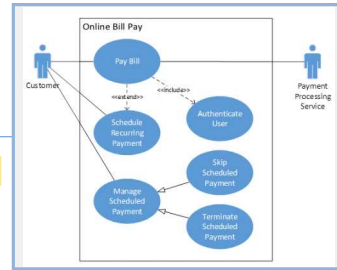 Online Bill Pay
Pay Bill
Customer
Payment
Processing
Service
<<extend>>
<<include>>
Authenticate
User
Schedule
Recurring
Payment
Skip
Scheduled
Payment
Manage
Scheduled
Payment
Terminate
Scheduled
Payment